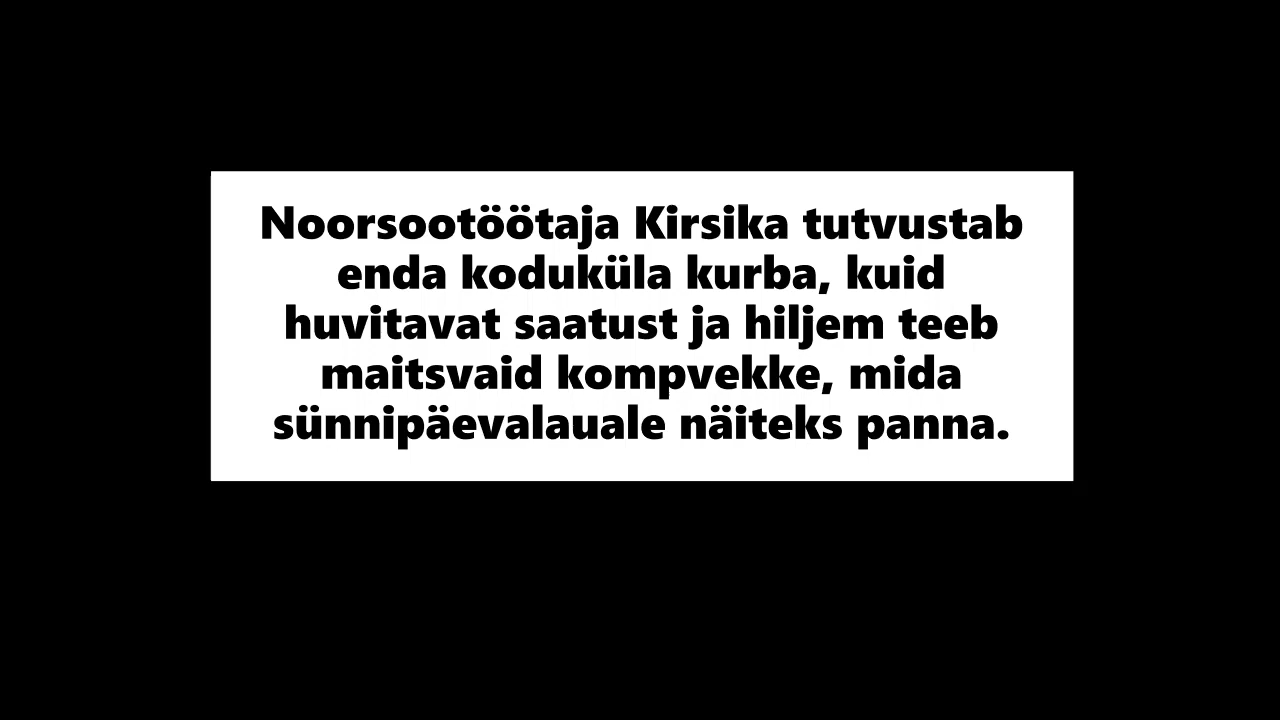 Noorsootöötaja Kirsika tutvustab
enda koduküla kurba, kuid
huvitavat saatust ja hiljem teeb
maitsvaid kompvekke, mida
sünnipäevalauale näiteks panna.